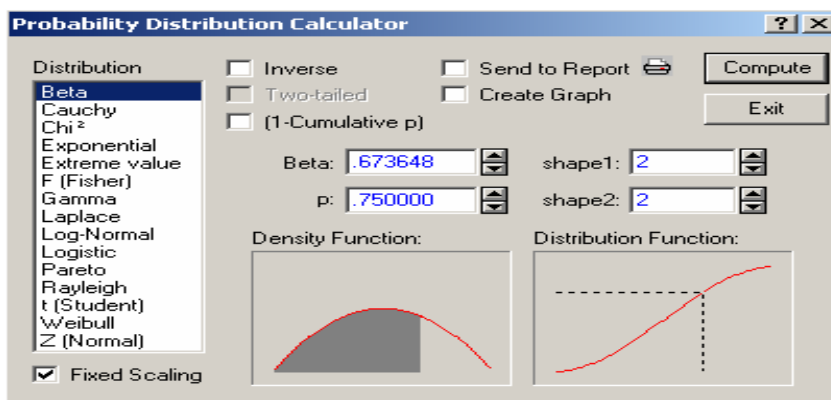 Probability Distribution Calculator
Distribution
Beta
Cauchy
Chi ²
Exponential
Extreme value
F (Fisher)
Gamma
Laplace
Log-Normal
Logistic
Pareto
Rayleigh
t (Student)
Weibull
Z (Normal)
Fixed Scaling
Inverse
Two-tailed
(1-Cumulative p)
Send to Report
Create Graph
Compute
Exit
Beta: .673648
shape1: 2
p: .750000
shape2: 2
Density Function:
Distribution Function: